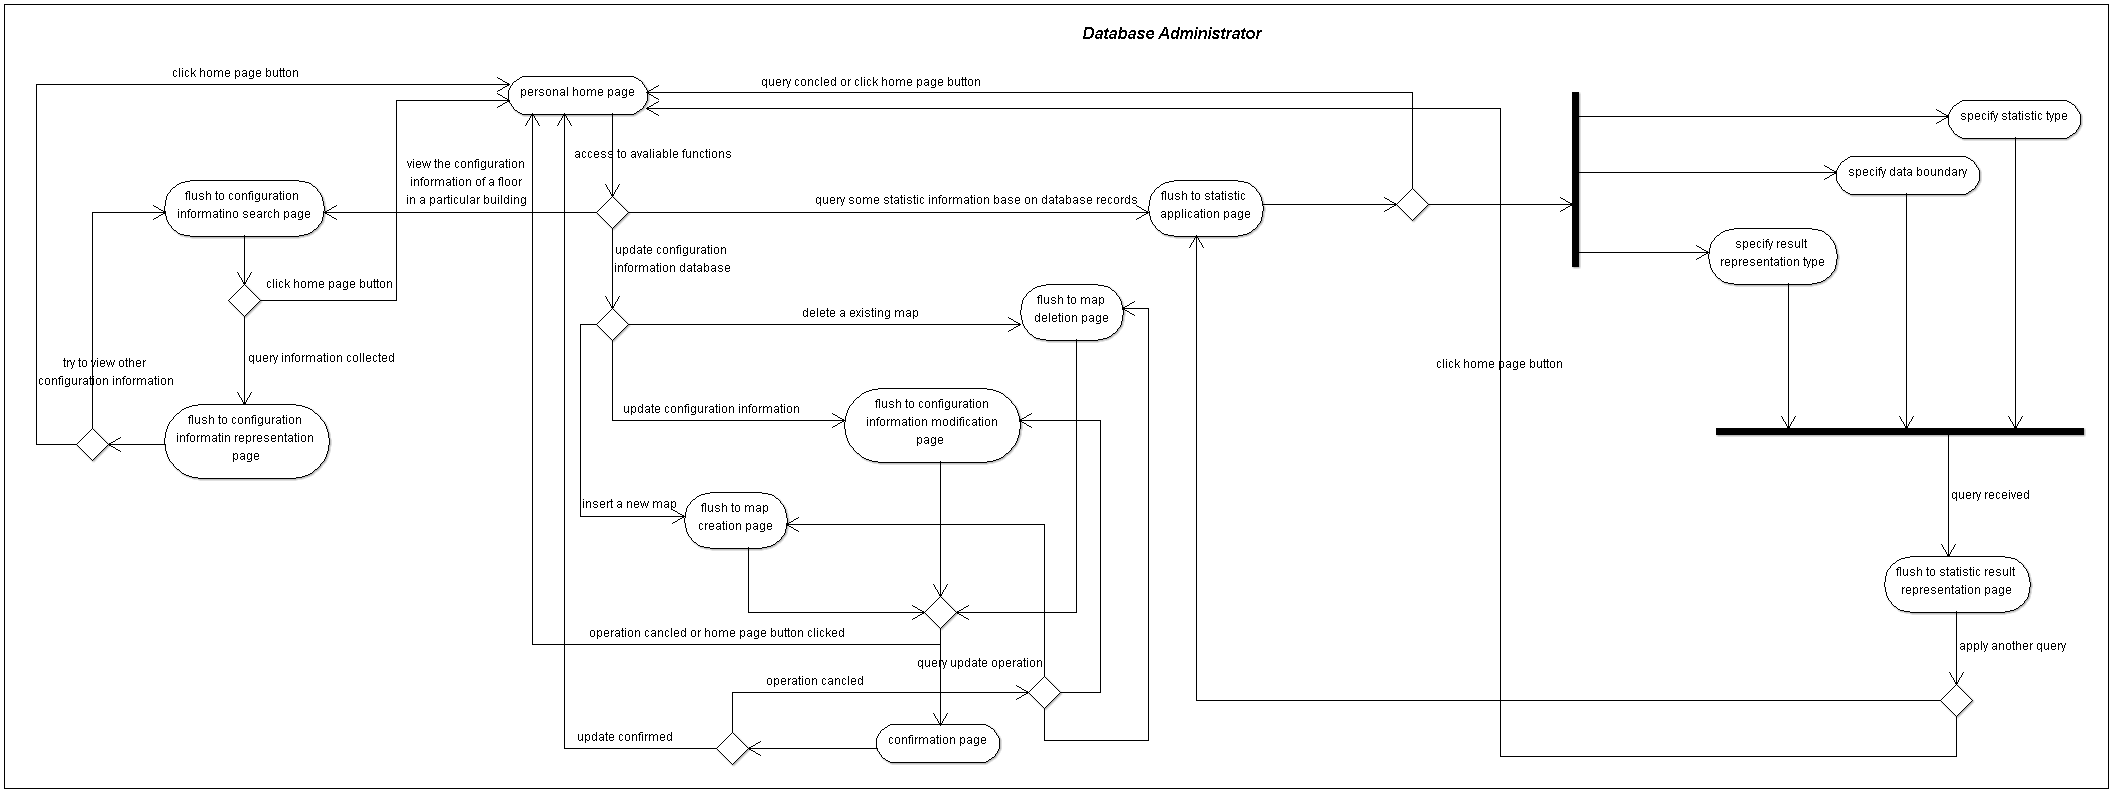 Database Administrator
click home page button
personal home page
query concled or click home page button
specify statistic type
access to avaliable functions
view the configuration
information of a floor
in a particular building
specify data boundary
flush to configuration
informatino search page
query some statistic information base on database records
flush to statistic
application page
specify result
representation type
update configuration
information database
click home page button
flush to map
deletion page
delete a existing map
query information collected
try to view other
configuration information
click home page button
update configuration information
flush to configuration
information modification
page
flush to configuration
informatin representation
page
insert a new map
flush to map
creation page
query received
flush to statistic result
representation page
operation cancled or home page button clicked
apply another query
query update operation
operation cancled
update confirmed
confirmation page